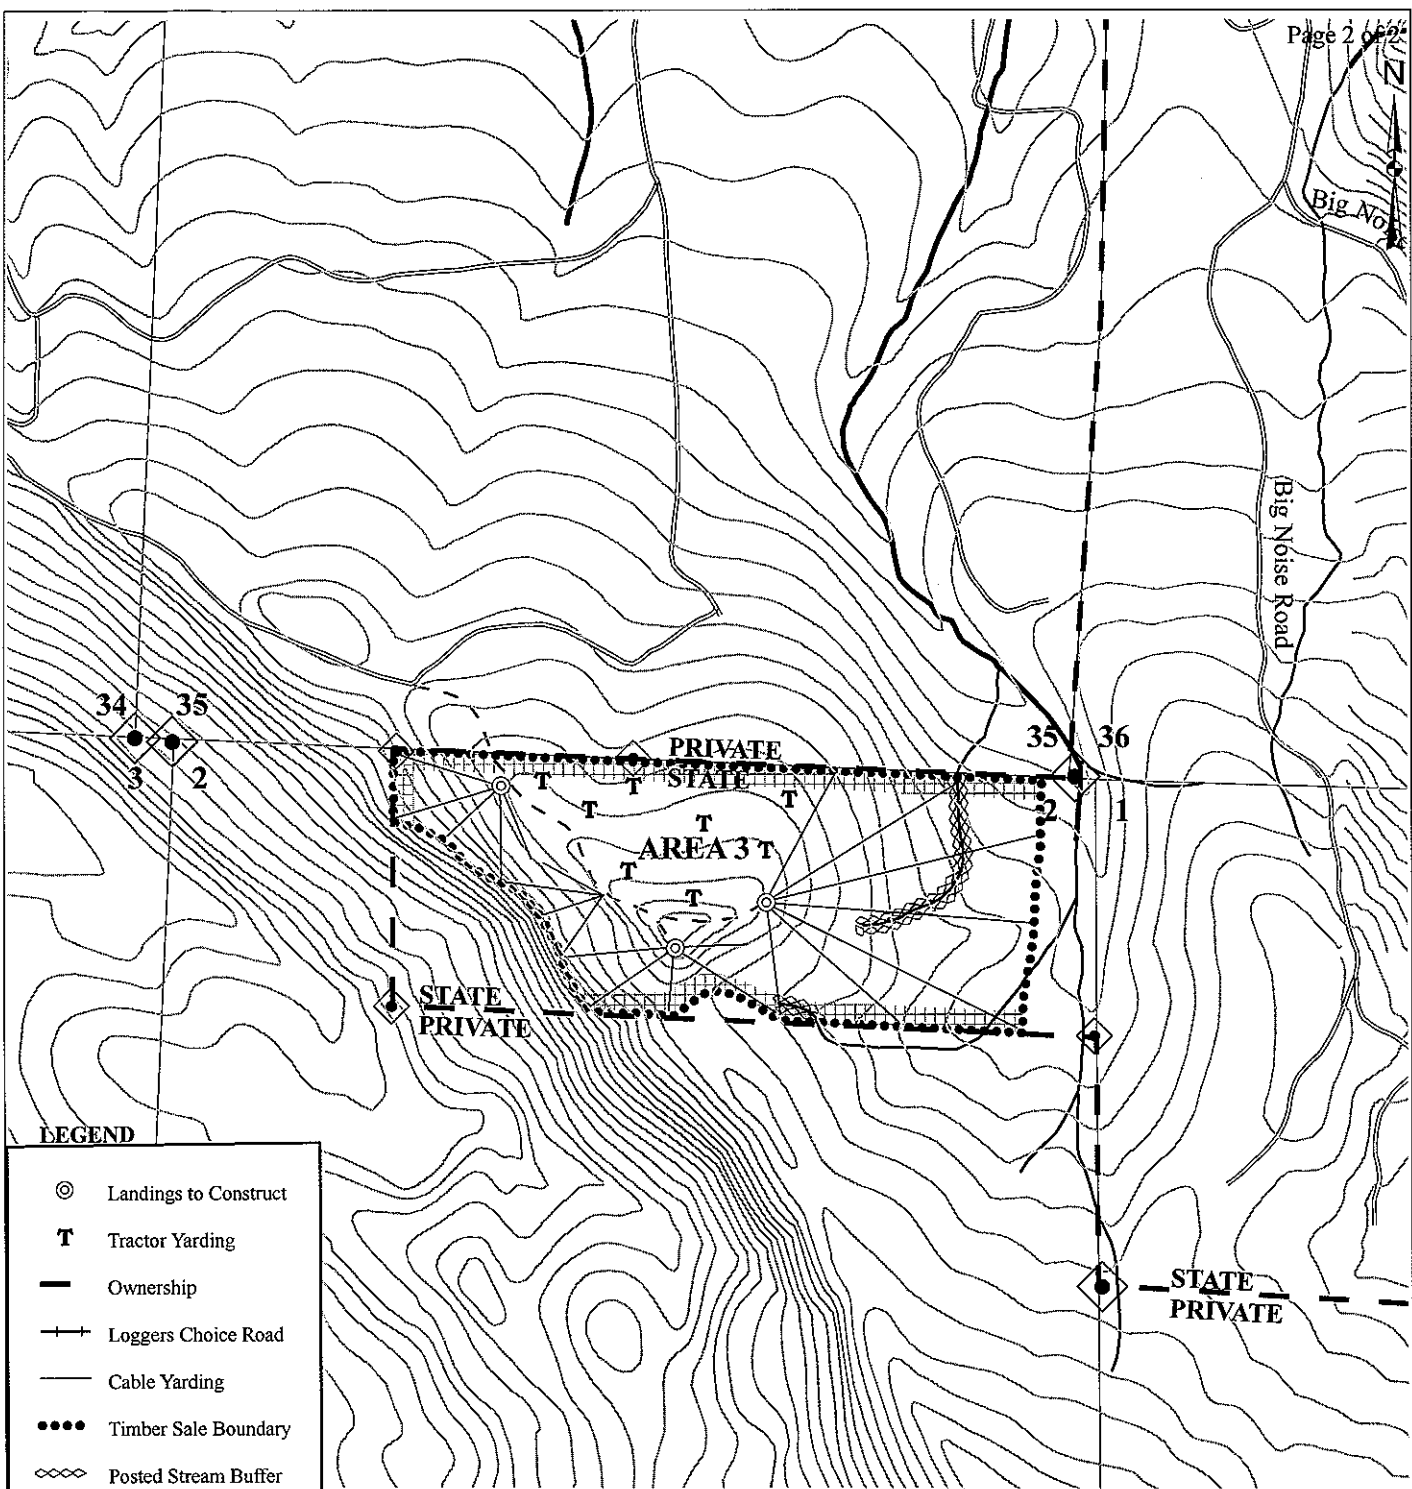 Page 2 of 2
N
Big Noise Road
34 35
3 2
PRIVATE
STATE
35 36
2 1
T
T
T
T
T
AREA 3 T
T
T
STATE
PRIVATE
STATE
PRIVATE
LEGEND
Landings to Construct
T Tractor Yarding
Ownership
Loggers Choice Road
Cable Yarding
Timber Sale Boundary
Posted Stream Buffer